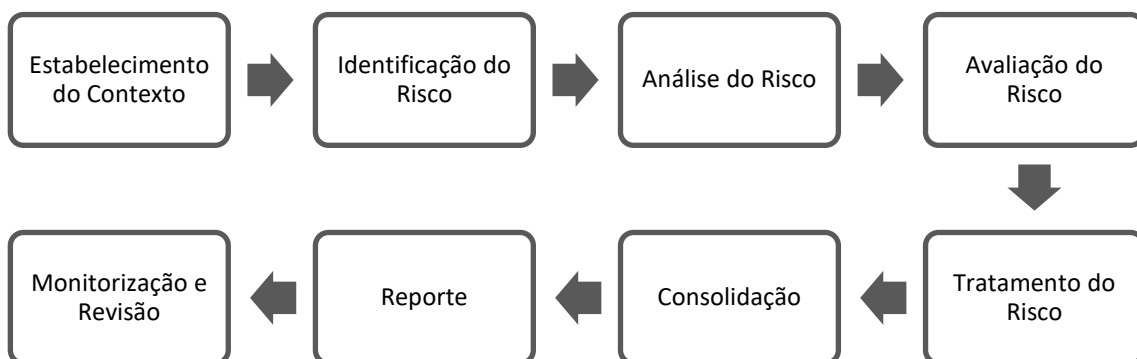 Estabelecimento
do Contexto
Identificação do
Risco
Análise do Risco
Avaliação do
Risco
Tratamento do
Risco
Consolidação
Reporte
Monitorização e
Revisão